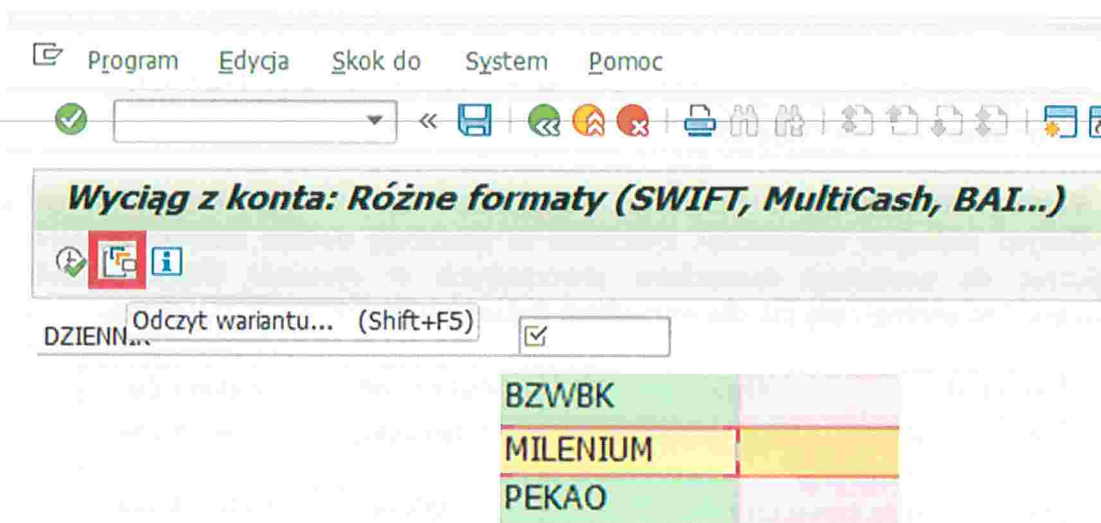 Program Edycja Skok do System Pomoc
Wyciąg z konta: Różne formaty (SWIFT, MultiCash, BAI...)
Odczyt wariantu... (Shift+F5)
BZWBK
MILENIUM
PEKAO